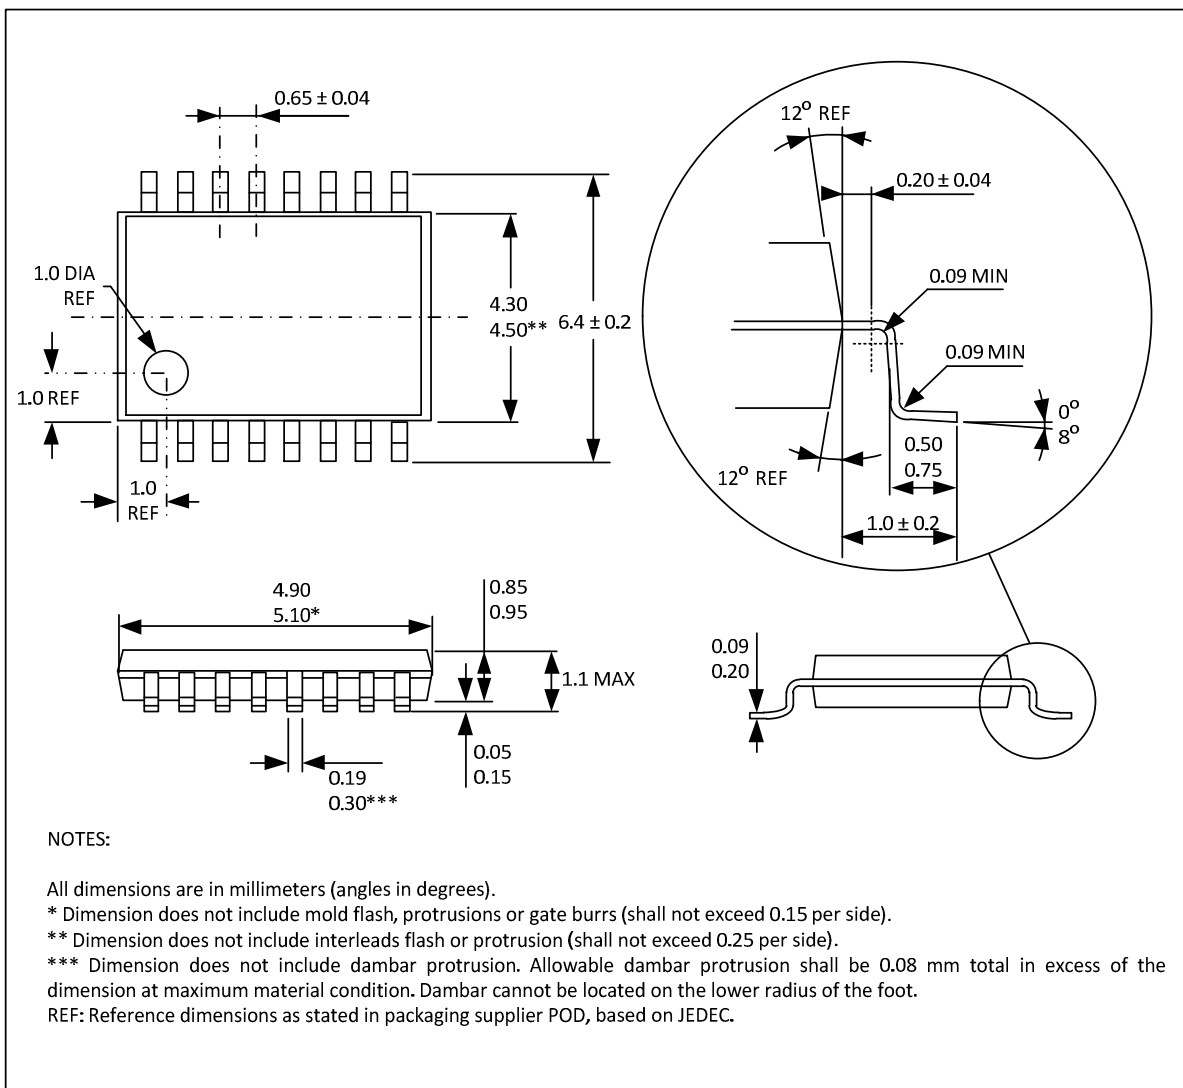 0.65 ± 0.04
12° REF
0.20 ± 0.04
1.0 DIA
REF
0.09 MIN
4.30
4.50**
6.4 ± 0.2
0.09 MIN
1.0 REF
0°
8°
0.50
0.75
12° REF
1.0
REF
1.0 ± 0.2
4.90
5.10*
0.85
0.95
1.1 MAX
0.09
0.20
0.05
0.15
0.19
0.30***
NOTES:
All dimensions are in millimeters (angles in degrees).
* Dimension does not include mold flash, protrusions or gate burrs (shall not exceed 0.15 per side).
** Dimension does not include interleads flash or protrusion (shall not exceed 0.25 per side).
*** Dimension does not include dambar protrusion. Allowable dambar protrusion shall be 0.08 mm total in excess of the
dimension at maximum material condition. Dambar cannot be located on the lower radius of the foot.
REF: Reference dimensions as stated in packaging supplier POD, based on JEDEC.